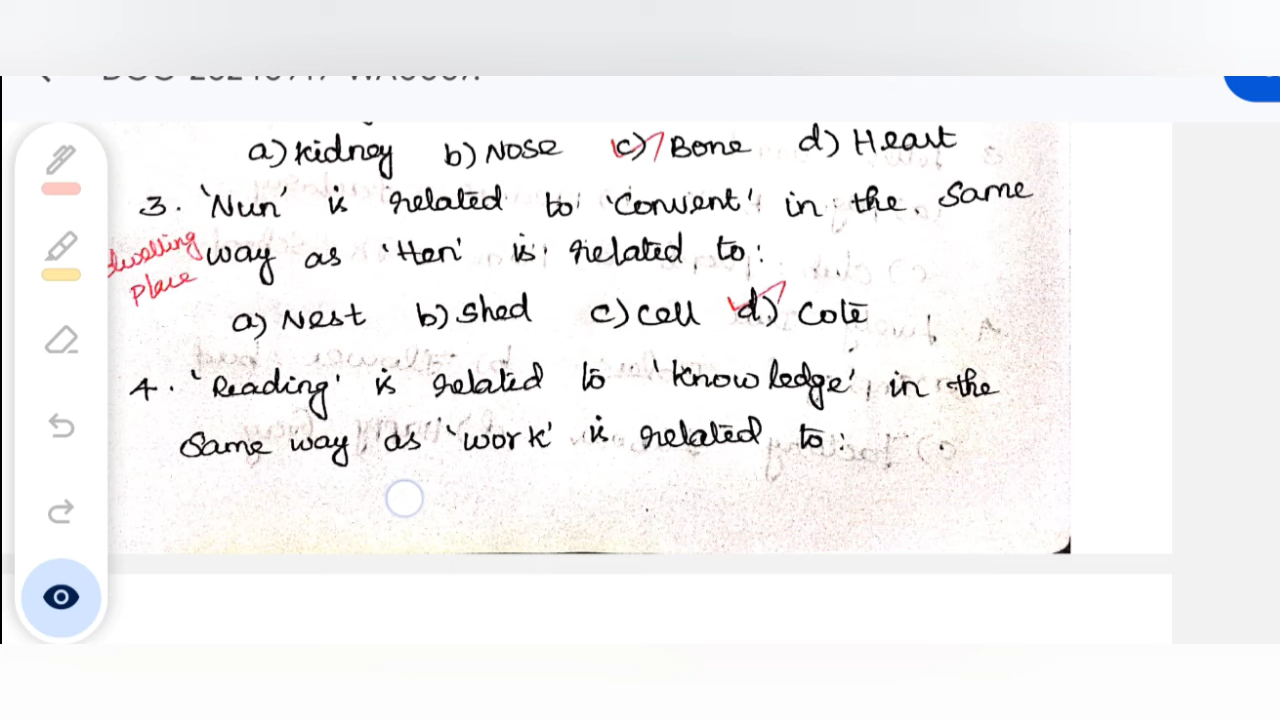 a) kidney b) Nose c) Bone d) Heart
3. 'Nun' is related to 'Convent' in the same
dwelling
place
way as 'Hen' is related to:
a) Nest b) Shed c) Cell d) Cote
4. 'Reading' is related to 'knowledge', in the
same way, as 'work' is related to: